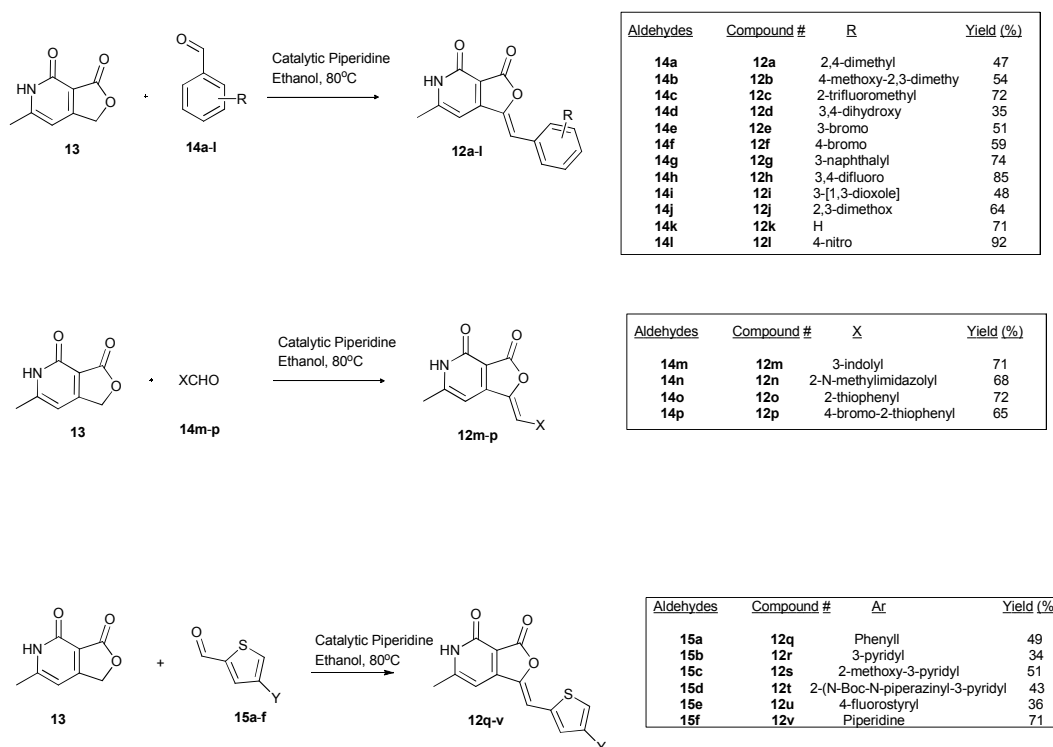 O
Catalytic Piperidine
Ethanol, 80°C
O O
HN
O
+
R
13
14a-l
O O
HN
O
R
12a-l
Aldehydes Compound # R Yield (%)
14a 12a 2,4-dimethyl 47
14b 12b 4-methoxy-2,3-dimethy 54
14c 12c 2-trifluoromethyl 72
14d 12d 3,4-dihydroxy 35
14e 12e 3-bromo 51
14f 12f 4-bromo 59
14g 12g 3-naphthalyl 74
14h 12h 3,4-difluoro 85
14i 12i 3-[1,3-dioxole] 48
14j 12j 2,3-dimethox 64
14k 12k H 71
14l 12l 4-nitro 92
O O
HN
O
XCHO
13
14m-p
Catalytic Piperidine
Ethanol, 80°C
O O
HN
O
X
12m-p
Aldehydes Compound # X Yield (%)
14m 12m 3-indolyl 71
14n 12n 2-N-methylimidazolyl 68
14o 12o 2-thiophenyl 72
14p 12p 4-bromo-2-thiophenyl 65
O O
HN
O
+
O
S
Y
13
15a-f
Catalytic Piperidine
Ethanol, 80°C
O O
HN
O
S
Y
12q-v
Aldehydes Compound # Ar Yield (%
15a 12q Phenyll 49
15b 12r 3-pyridyl 34
15c 12s 2-methoxy-3-pyridyl 51
15d 12t 2-(N-Boc-N-piperazinyl-3-pyridyl 43
15e 12u 4-fluorostyryl 36
15f 12v Piperidine 71